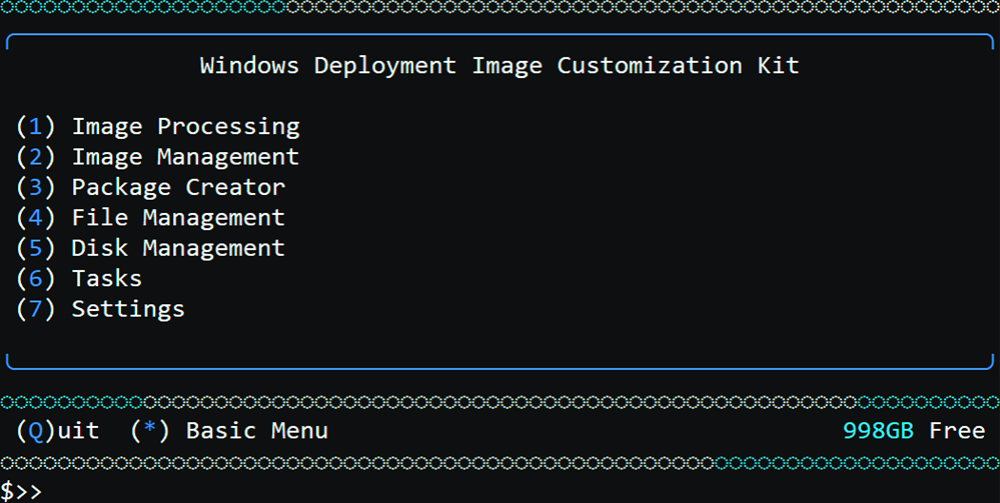 Windows Deployment Image Customization Kit
(1) Image Processing
(2) Image Management
(3) Package Creator
(4) File Management
(5) Disk Management
(6) Tasks
(7) Settings
(Q)uit (*) Basic Menu 998GB Free
$>>